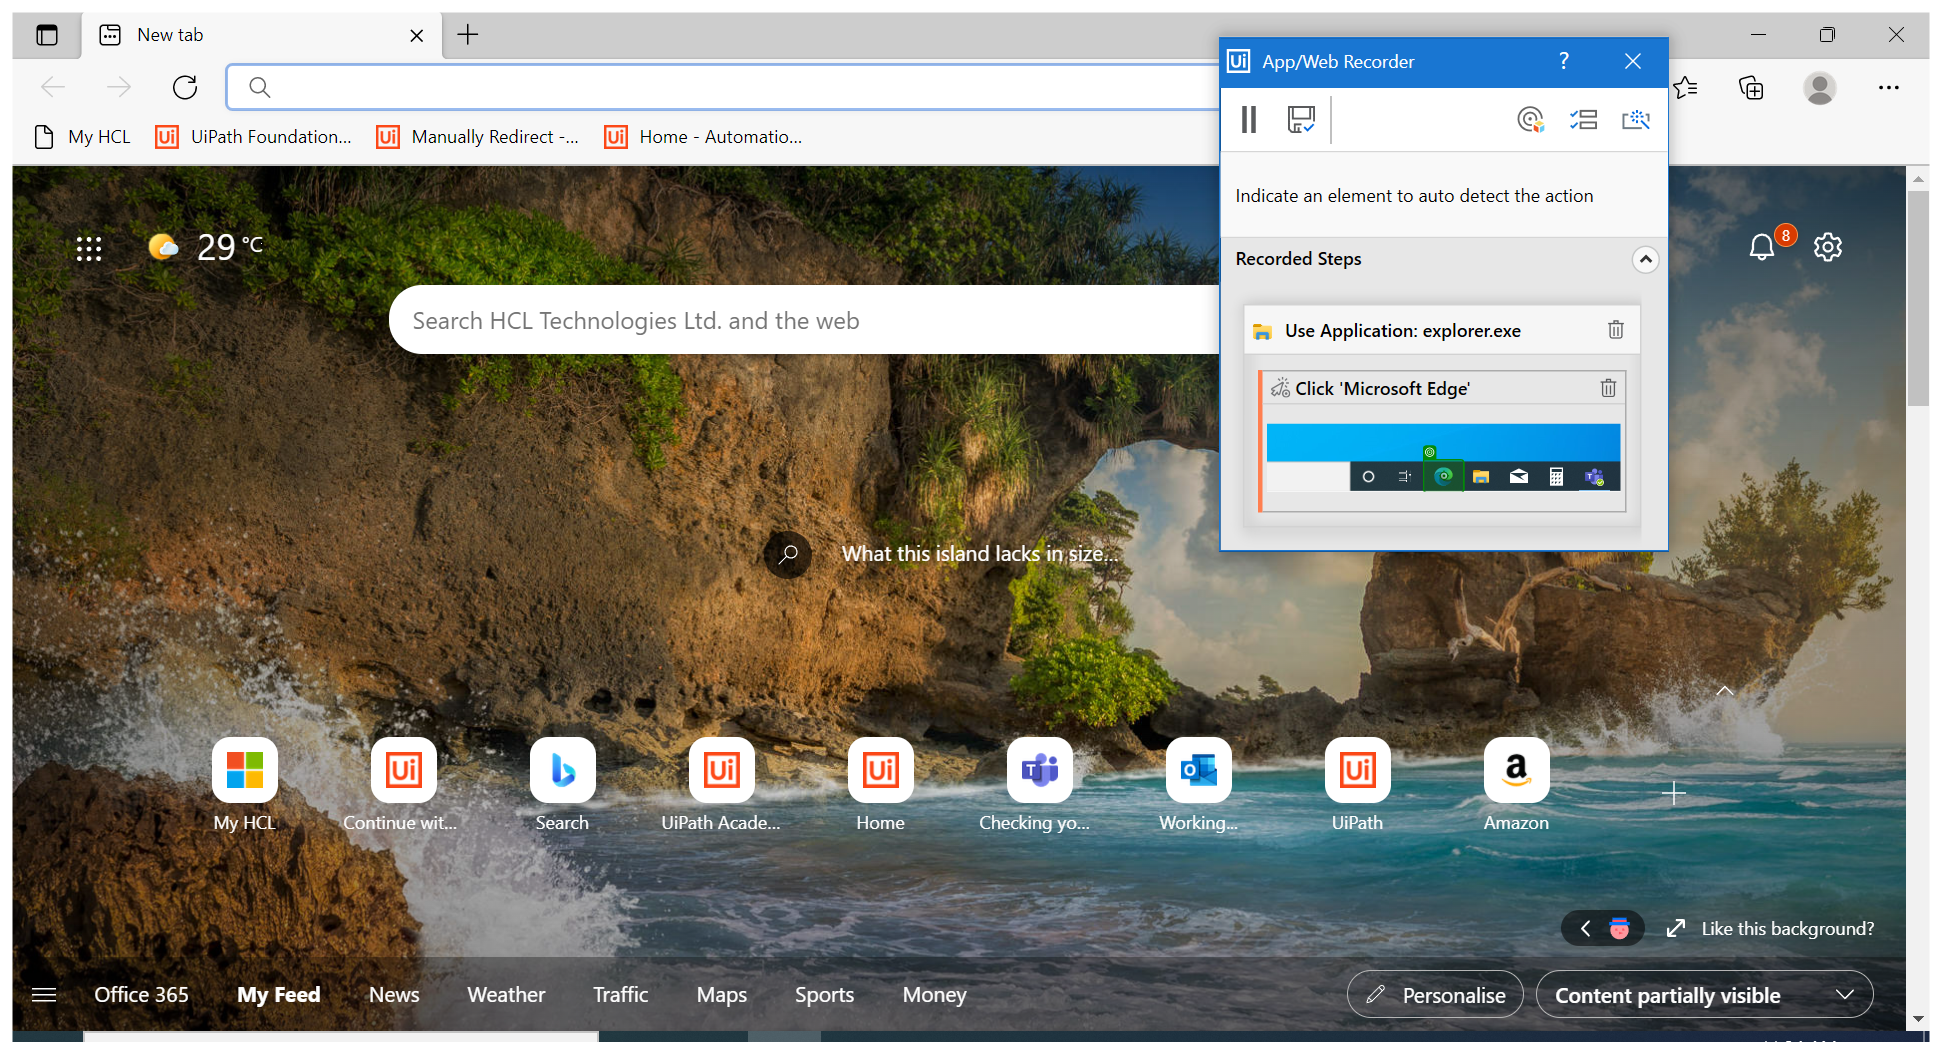 New tab
My HCL
UiPath Foundation...
Manually Redirect -...
Home - Automatio...
Ui App/Web Recorder ?
Indicate an element to auto detect the action
Recorded Steps
Use Application: explorer.exe
Click 'Microsoft Edge'
29 °C
8
Search HCL Technologies Ltd. and the web
What this island lacks in size...
My HCL
Continue wit...
Search
UiPath Acade...
Home
Checking yo...
Working...
UiPath
Amazon
Like this background?
Office 365
My Feed
News
Weather
Traffic
Maps
Sports
Money
Personalise
Content partially visible